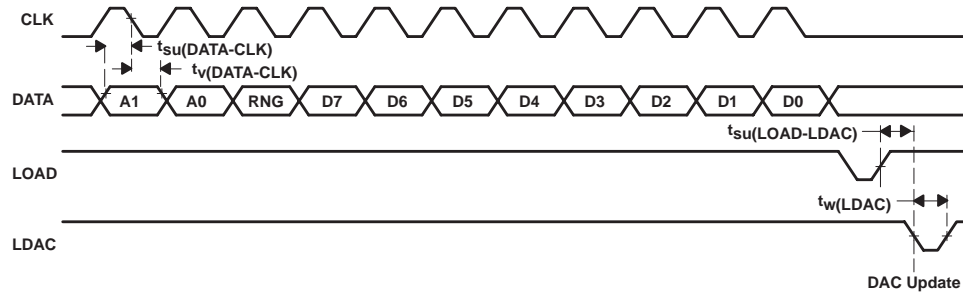 CLK
tsu(DATA-CLK)
tv(DATA-CLK)
DATA A1 A0 RNG D7 D6 D5 D4 D3 D2 D1 D0
tsu(LOAD-LDAC)
LOAD
tw(LDAC)
LDAC
DAC Update